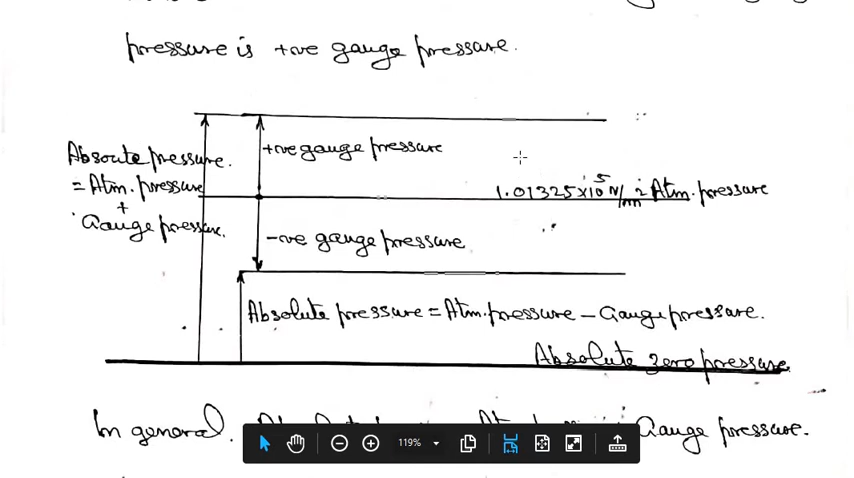 pressure is +ve gauge pressure.
+ve gauge pressure
Absoute pressure.
= Atm. pressure
+
Gauge pressure.
1.01325×10⁵ N/m² Atm. pressure
-ve gauge pressure
Absolute pressure = Atm. pressure - Gauge pressure.
Absolute zero pressure.
In general. Gauge pressure.
119%